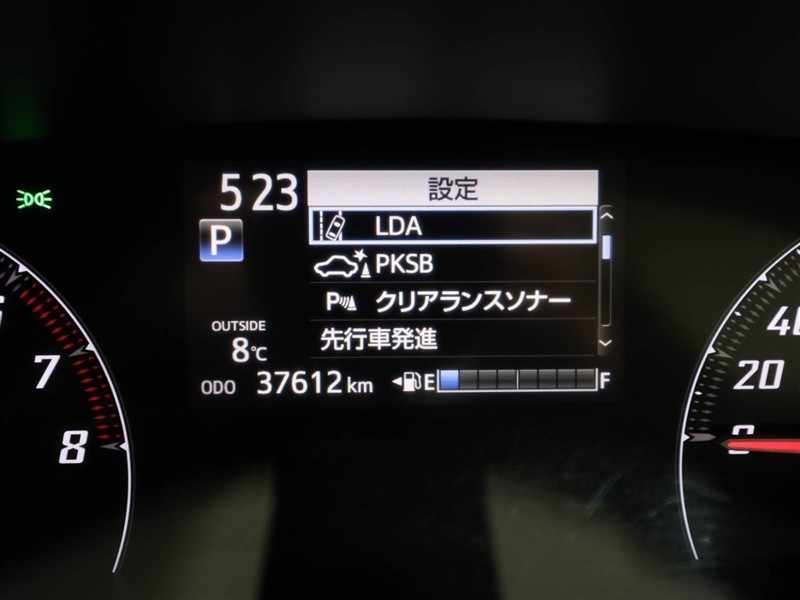 5 23
設定
LDA
P
PKSB
P クリアランスソナー
OUTSIDE
8℃
先行車発進
ODO 37612 km
E F
7
8
40
20
0